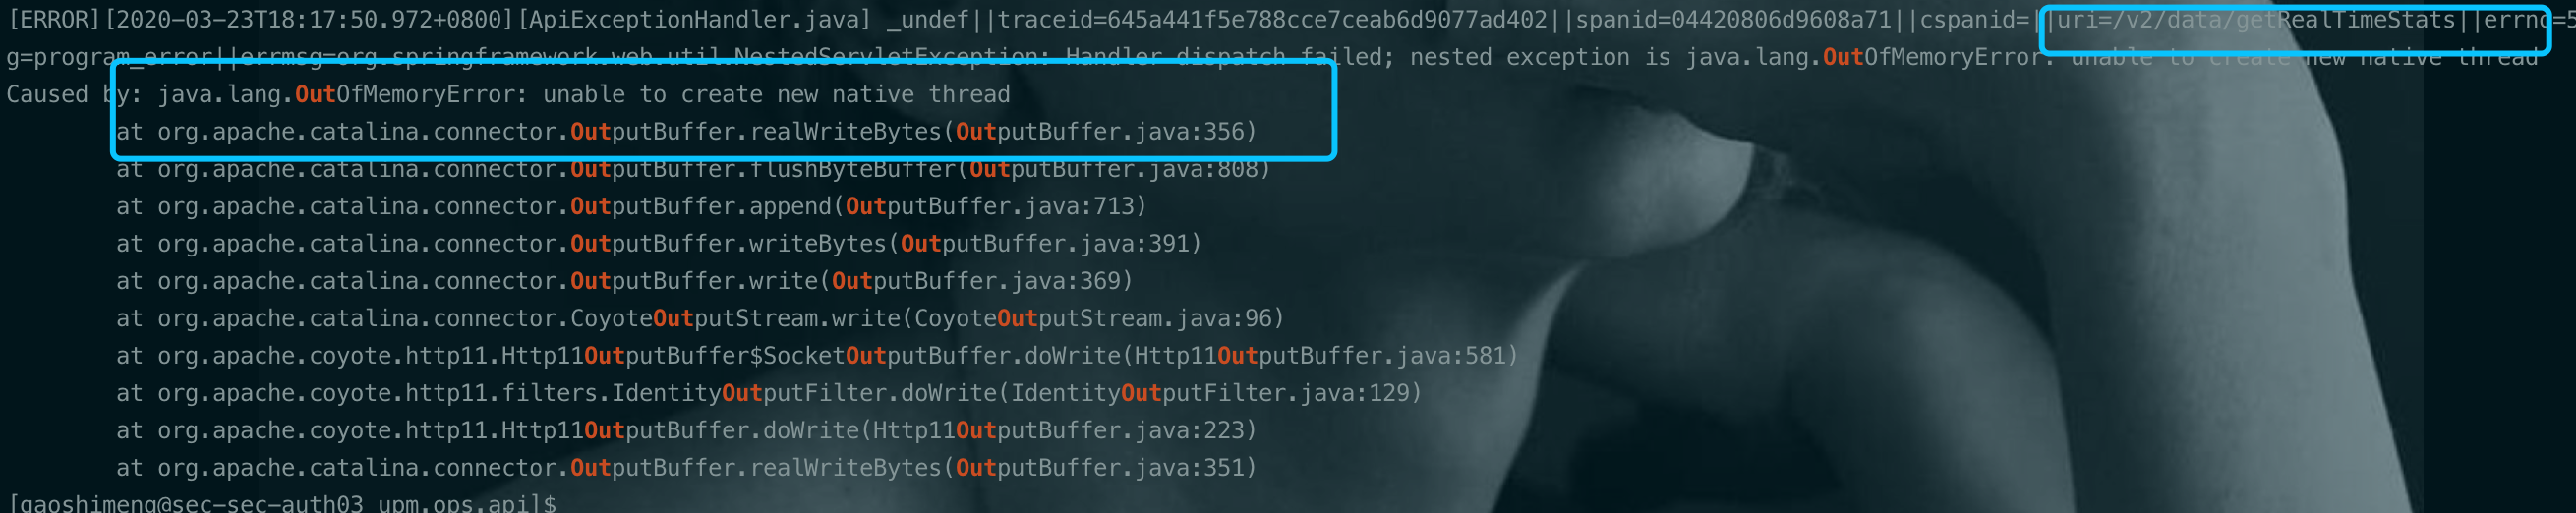 [ERROR][2020-03-23T18:17:50.972+0800][ApiExceptionHandler.java] _undef||traceid=645a441f5e788cce7ceab6d9077ad402||spanid=04420806d9608a71||cspanid=||uri=/v2/data/getRealTimeStats||errno=5
g=program_error||errmsg=org.springframework.web.util.NestedServletException: Handler dispatch failed; nested exception is java.lang.OutOfMemoryError: unable to create new native thread
Caused by: java.lang.OutOfMemoryError: unable to create new native thread
at org.apache.catalina.connector.OutputBuffer.realWriteBytes(OutputBuffer.java:356)
at org.apache.catalina.connector.OutputBuffer.flushByteBuffer(OutputBuffer.java:808)
at org.apache.catalina.connector.OutputBuffer.append(OutputBuffer.java:713)
at org.apache.catalina.connector.OutputBuffer.writeBytes(OutputBuffer.java:391)
at org.apache.catalina.connector.OutputBuffer.write(OutputBuffer.java:369)
at org.apache.catalina.connector.CoyoteOutputStream.write(CoyoteOutputStream.java:96)
at org.apache.coyote.http11.Http11OutputBuffer$SocketOutputBuffer.doWrite(Http11OutputBuffer.java:581)
at org.apache.coyote.http11.filters.IdentityOutputFilter.doWrite(IdentityOutputFilter.java:129)
at org.apache.coyote.http11.Http11OutputBuffer.doWrite(Http11OutputBuffer.java:223)
at org.apache.catalina.connector.OutputBuffer.realWriteBytes(OutputBuffer.java:351)
[gaoshimeng@sec-sec-auth03 upm.ops.api]$